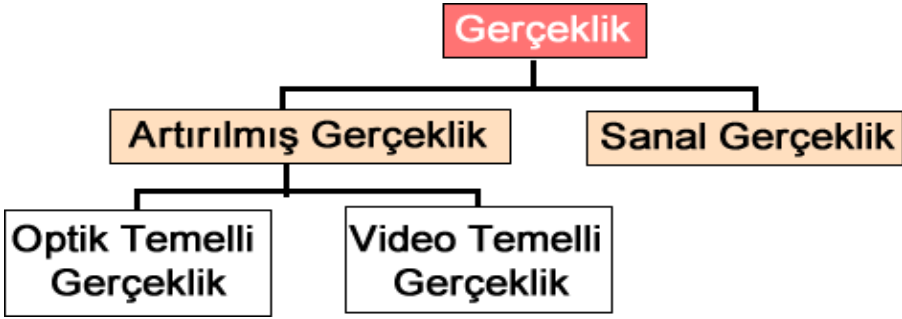 Gerçeklik
Artırılmış Gerçeklik
Sanal Gerçeklik
Optik Temelli
Gerçeklik
Video Temelli
Gerçeklik